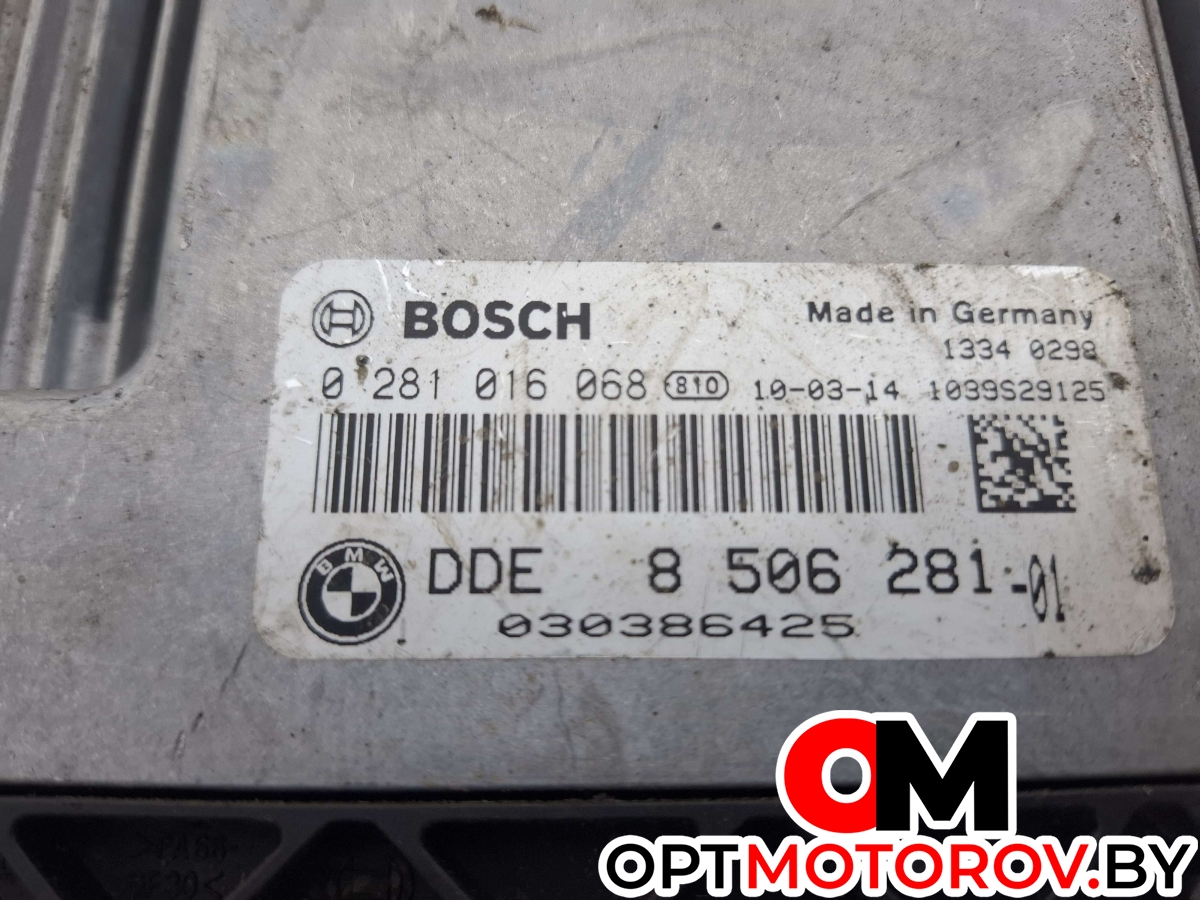 BOSCH
Made in Germany
1334 0298
0 281 016 068 810 10-03-14 1039S29125
BMW
DDE 8 506 281-01
030386425
OM
OPTMOTOROV.BY